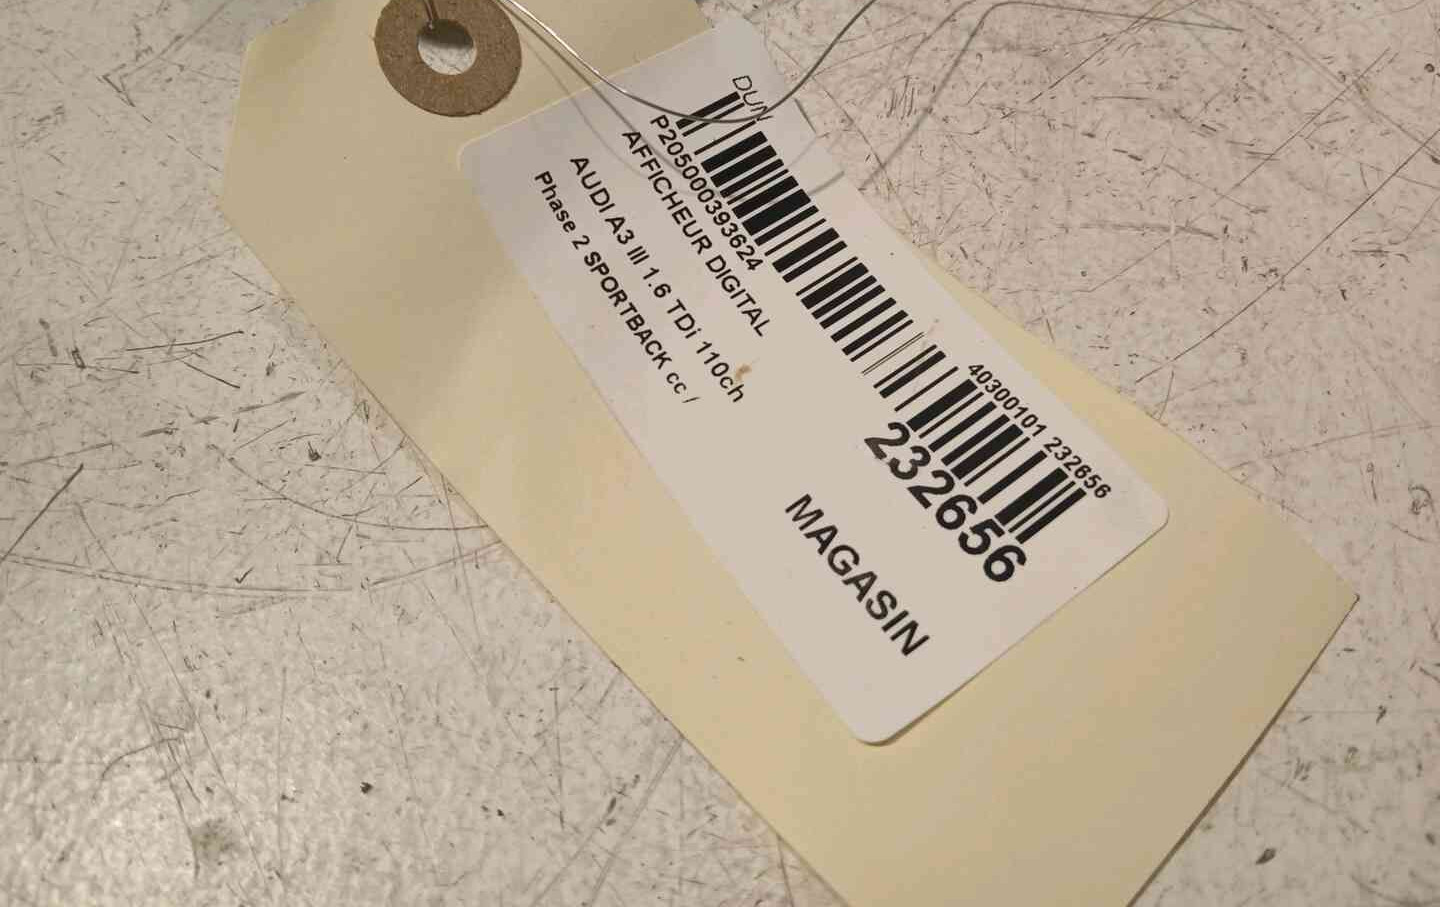 DUN
40300101 232656
P205000393624
232656
AFFICHEUR DIGITAL
AUDI A3 III 1.6 TDi 110ch
Phase 2 SPORTBACK cc /
MAGASIN